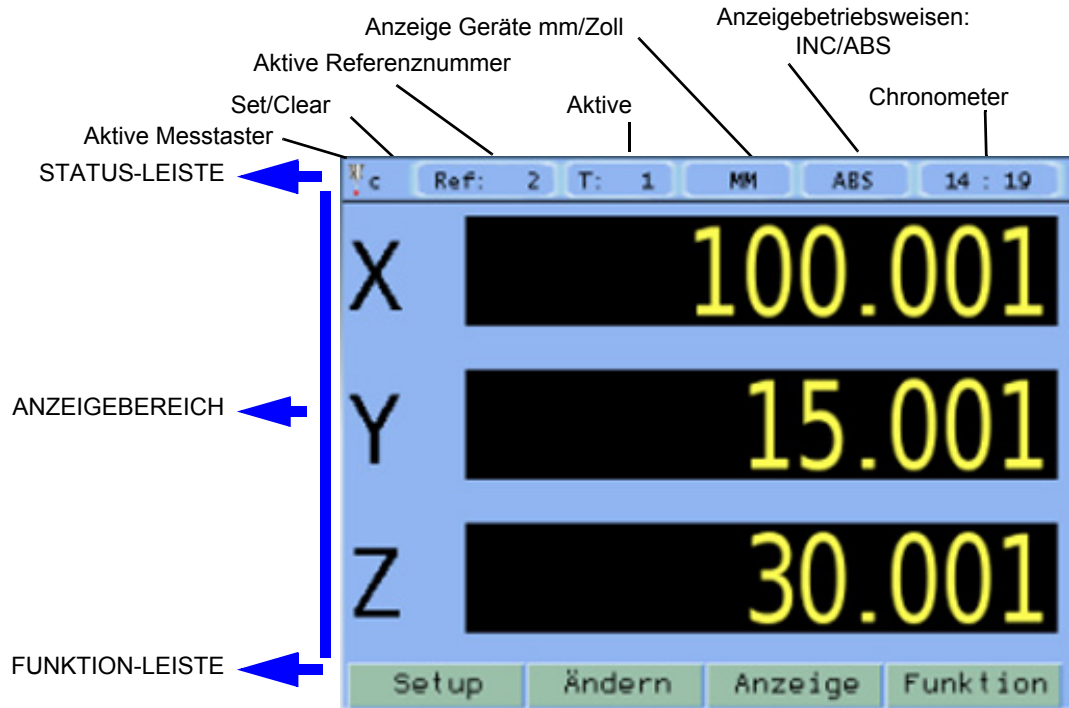 Anzeigebetriebsweisen:
INC/ABS
Anzeige Geräte mm/Zoll
Aktive Referenznummer
Set/Clear
Aktive
Chronometer
Aktive Messtaster
STATUS-LEISTE
c Ref: 2 T: 1 MM ABS 14 : 19
X 100.001
ANZEIGEBEREICH
Y 15.001
Z 30.001
FUNKTION-LEISTE
Setup Ändern Anzeige Funktion